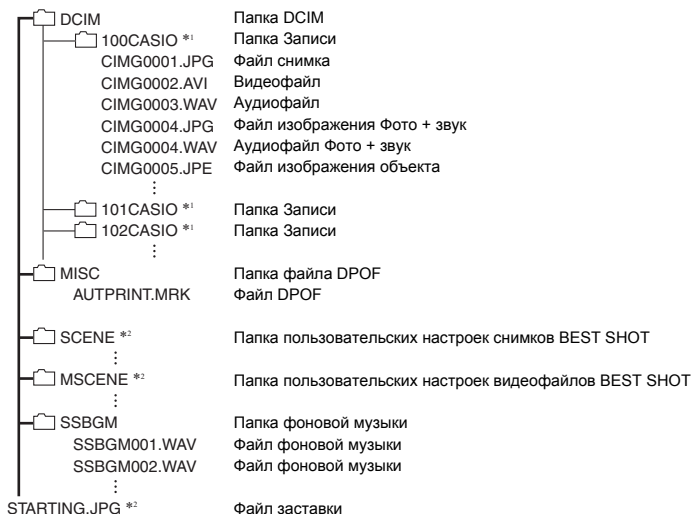 DCIM Папка DCIM
100CASIO *1 Папка Записи
CIMG0001.JPG Файл снимка
CIMG0002.AVI Видеофайл
CIMG0003.WAV Аудиофайл
CIMG0004.JPG Файл изображения Фото + звук
CIMG0004.WAV Аудиофайл Фото + звук
CIMG0005.JPE Файл изображения объекта
101CASIO *1 Папка Записи
102CASIO *1 Папка Записи
MISC Папка файла DPOF
AUTPRINT.MRK Файл DPOF
SCENE *2 Папка пользовательских настроек снимков BEST SHOT
MSCENE *2 Папка пользовательских настроек видеофайлов BEST SHOT
SSBGM Папка фоновой музыки
SSBGM001.WAV Файл фоновой музыки
SSBGM002.WAV Файл фоновой музыки
STARTING.JPG *2 Файл заставки